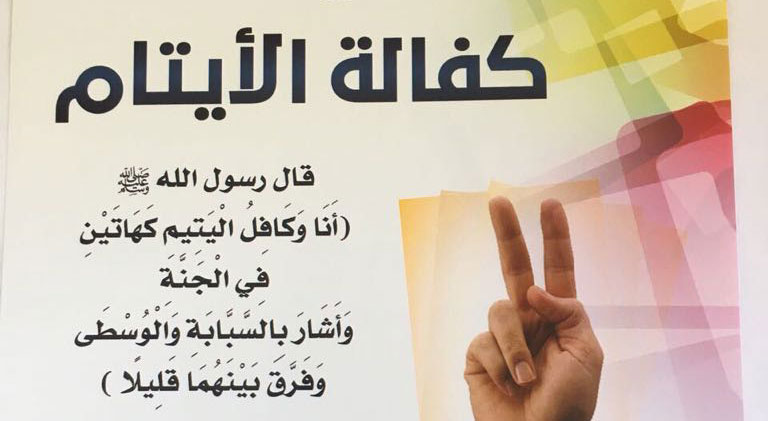 كفالة الأيتام
قال رسول الله ﷺ
(أَنَا وَكَافِلُ الْيَتِيمِ كَهَاتَيْنِ
فِي الْجَنَّةِ
وَأَشَارَ بِالسَّبَّابَةِ وَالْوُسْطَى
وَفَرَّقَ بَيْنَهُمَا قَلِيلًا )